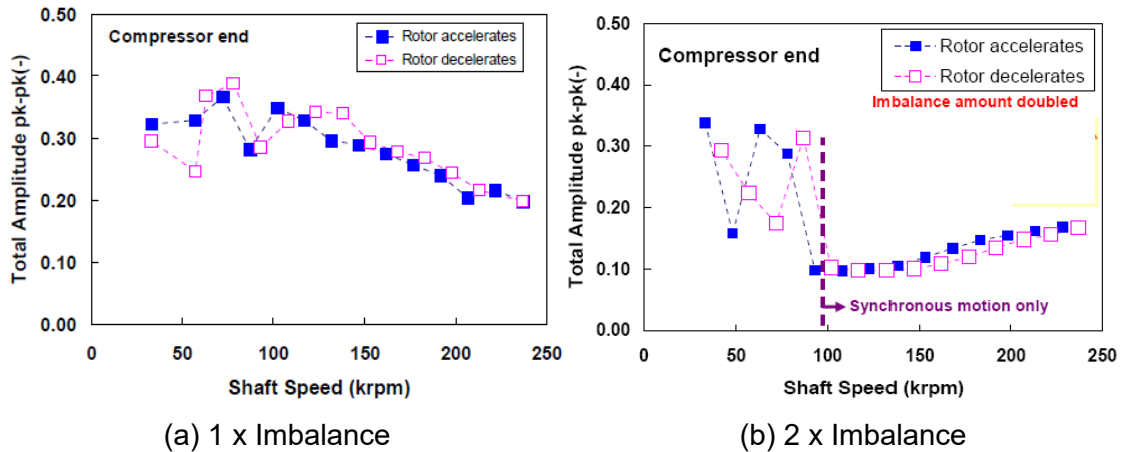 0.50
0.40
0.30
0.20
0.10
0.00
Total Amplitude pk-pk(-)
Compressor end
Rotor accelerates
Rotor decelerates
0
50
100
150
200
250
Shaft Speed (krpm)
(a) 1 x Imbalance
0.50
0.40
0.30
0.20
0.10
0.00
Total Amplitude pk-pk(-)
Compressor end
Rotor accelerates
Rotor decelerates
Imbalance amount doubled
Synchronous motion only
0
50
100
150
200
250
Shaft Speed (krpm)
(b) 2 x Imbalance